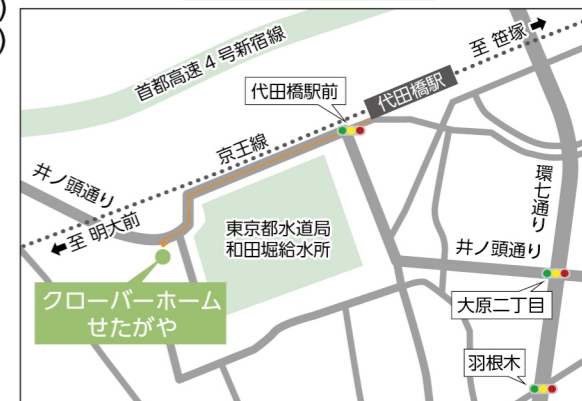 )
)
首都高速4号新宿線
至 笹塚
代田橋駅前
代田橋駅
京王線
井ノ頭通り
至 明大前
東京都水道局
和田堀給水所
環七通り
井ノ頭通り
クローバーホーム
せたがや
大原二丁目
羽根木